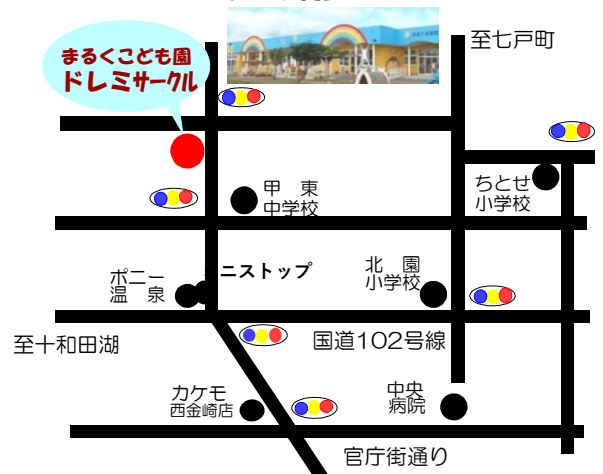 至七戸町
まるくこども園
ドレミサークル
ちとせ
小学校
甲 東
中学校
ニストップ
北 園
小学校
ポニー
温 泉
至十和田湖
国道102号線
カケモ
西金崎店
中央
病院
官庁街通り